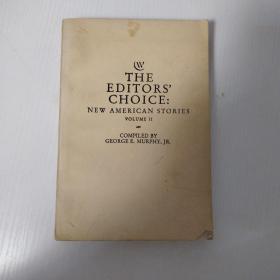 THE
EDITORS'
CHOICE:
NEW AMERICAN STORIES
VOLUME II
COMPILED BY
GEORGE E. MURPHY, JR.